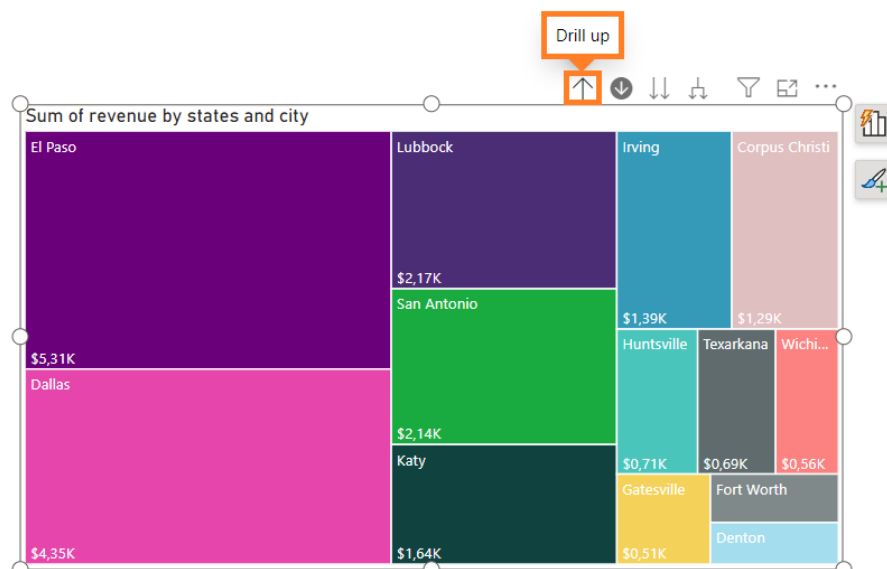 Drill up
Sum of revenue by states and city
El Paso
$5,31K
Dallas
$4,35K
Lubbock
$2,17K
San Antonio
$2,14K
Katy
$1,64K
Irving
$1,39K
Corpus Christi
$1,29K
Huntsville
$0,71K
Texarkana
$0,69K
Wichi...
$0,56K
Gatesville
$0,51K
Fort Worth
Denton